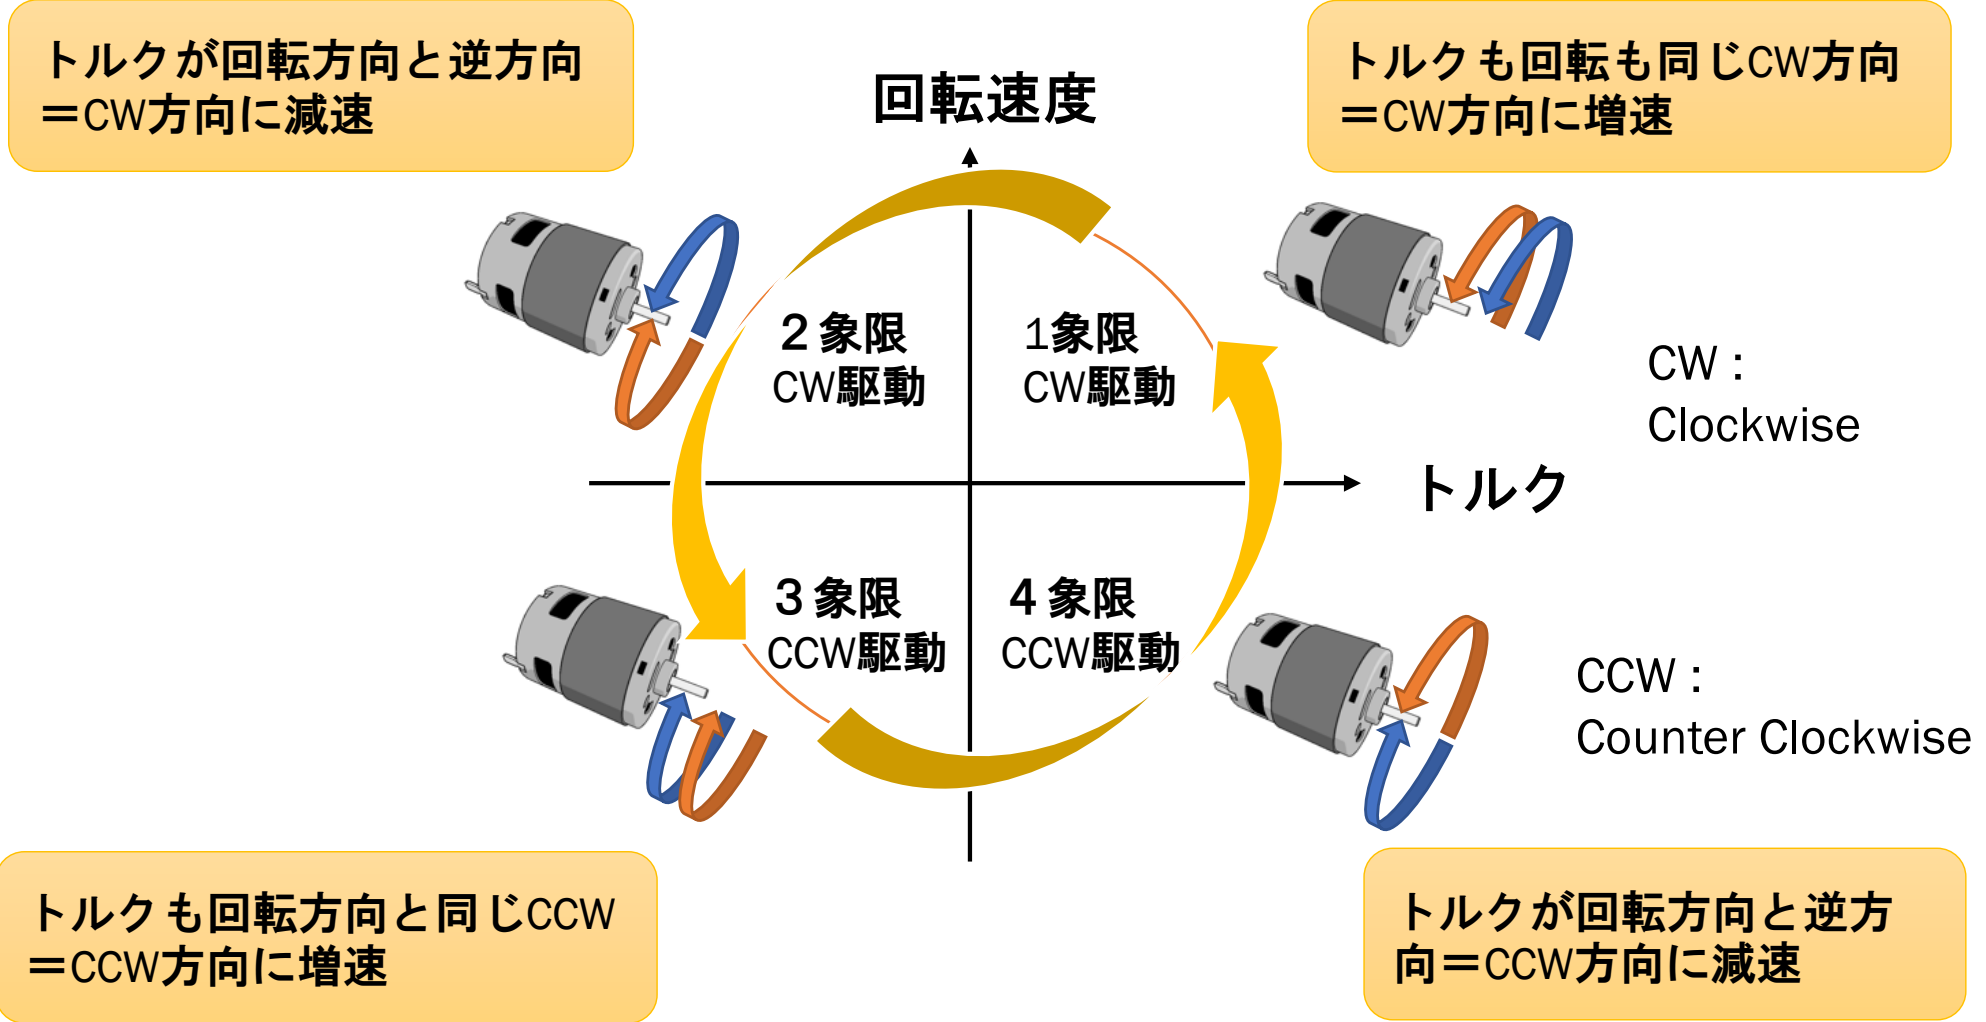 トルクが回転方向と逆方向
＝CW方向に減速
回転速度
トルクも回転も同じCW方向
＝CW方向に増速
２象限
CW駆動
1象限
CW駆動
CW：
Clockwise
トルク
３象限
CCW駆動
４象限
CCW駆動
CCW：
Counter Clockwise
トルクも回転方向と同じCCW
＝CCW方向に増速
トルクが回転方向と逆方
向＝CCW方向に減速